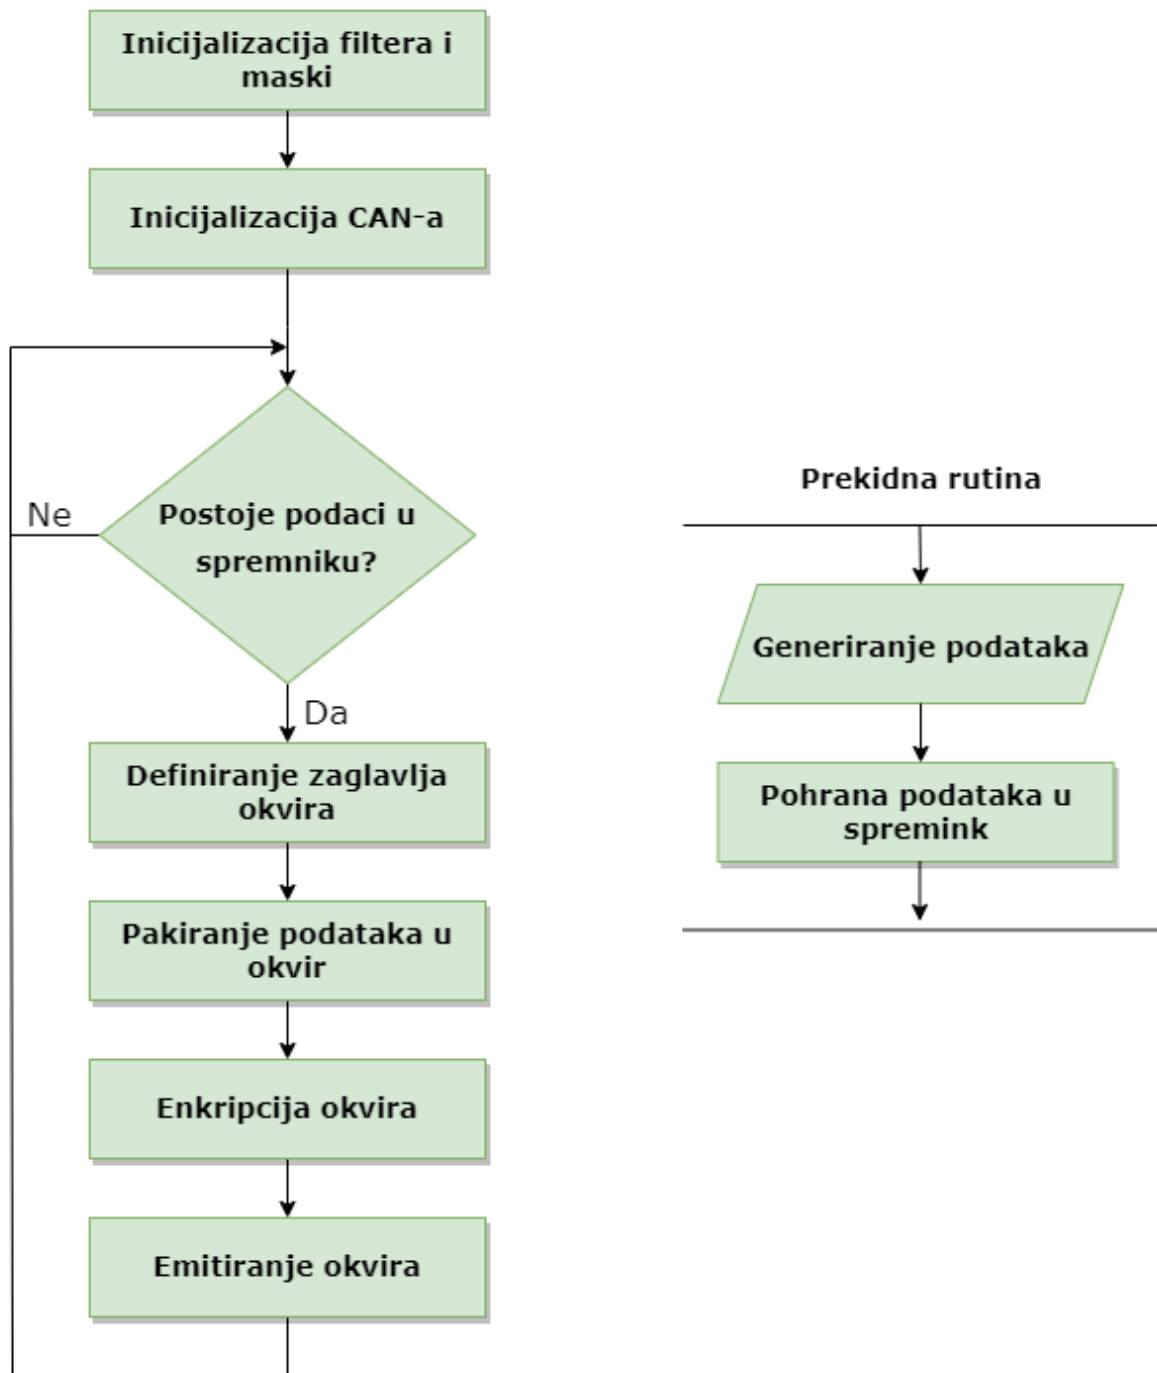 Inicijalizacija filtera i
maski
Inicijalizacija CAN-a
Postoje podaci u
spremniku?
Ne
Da
Definiranje zaglavlja
okvira
Pakiranje podataka u
okvir
Enkripcija okvira
Emitiranje okvira
Prekidna rutina
Generiranje podataka
Pohrana podataka u
spremink